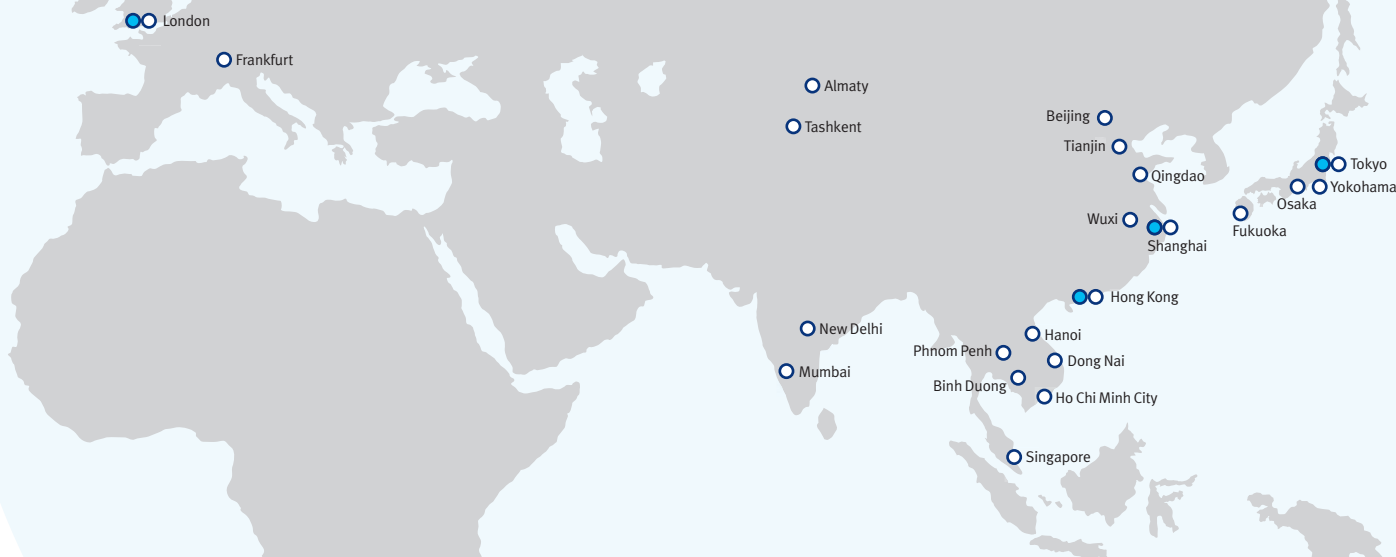 London
Frankfurt
Almaty
Tashkent
Beijing
Tianjin
Qingdao
Wuxi
Shanghai
Tokyo
Yokohama
Osaka
Fukuoka
Hong Kong
New Delhi
Mumbai
Hanoi
Phnom Penh
Dong Nai
Binh Duong
Ho Chi Minh City
Singapore